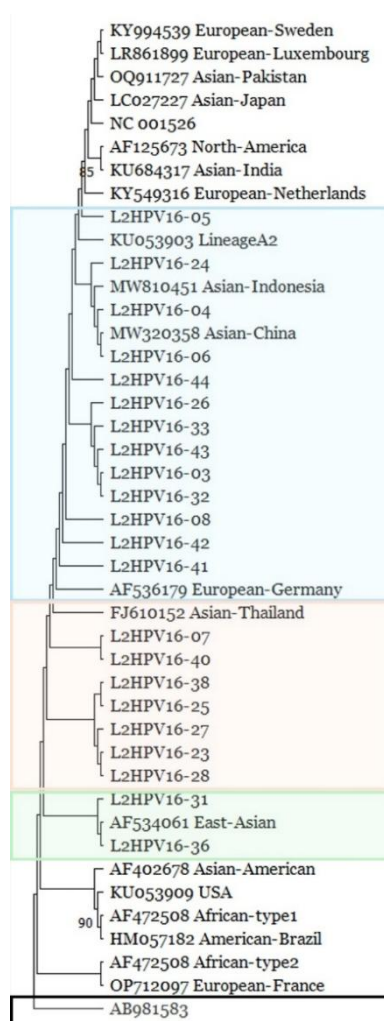 KY994539 European-Sweden
LR861899 European-Luxembourg
OQ911727 Asian-Pakistan
LC027227 Asian-Japan
NC 001526
AF125673 North-America
85
KU684317 Asian-India
KY549316 European-Netherlands
L2HPV16-05
KU053903 LineageA2
L2HPV16-24
MW810451 Asian-Indonesia
L2HPV16-04
MW320358 Asian-China
L2HPV16-06
L2HPV16-44
L2HPV16-26
L2HPV16-33
L2HPV16-43
L2HPV16-03
L2HPV16-32
L2HPV16-08
L2HPV16-42
L2HPV16-41
AF536179 European-Germany
FJ610152 Asian-Thailand
L2HPV16-07
L2HPV16-40
L2HPV16-38
L2HPV16-25
L2HPV16-27
L2HPV16-23
L2HPV16-28
L2HPV16-31
AF534061 East-Asian
L2HPV16-36
AF402678 Asian-American
KU053909 USA
90
AF472508 African-type1
HM057182 American-Brazil
AF472508 African-type2
OP712097 European-France
AB981583